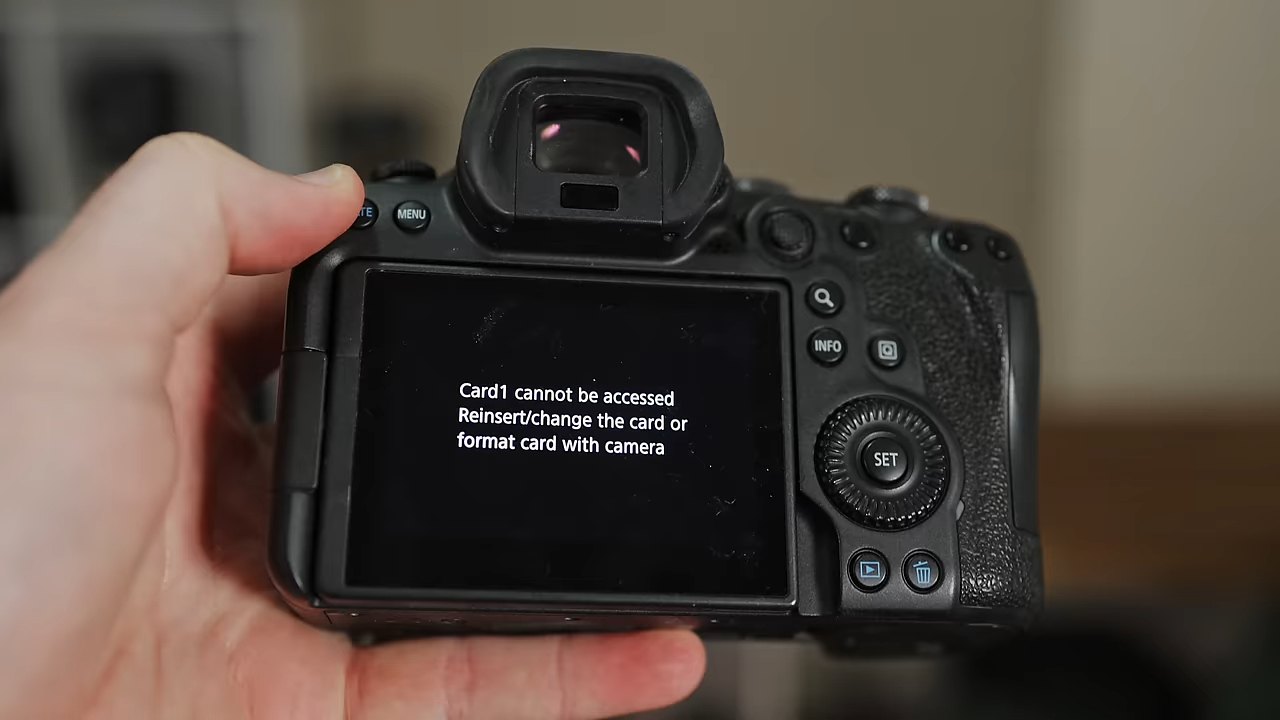 MENU
Card1 cannot be accessed
Reinsert/change the card or
format card with camera
INFO
SET